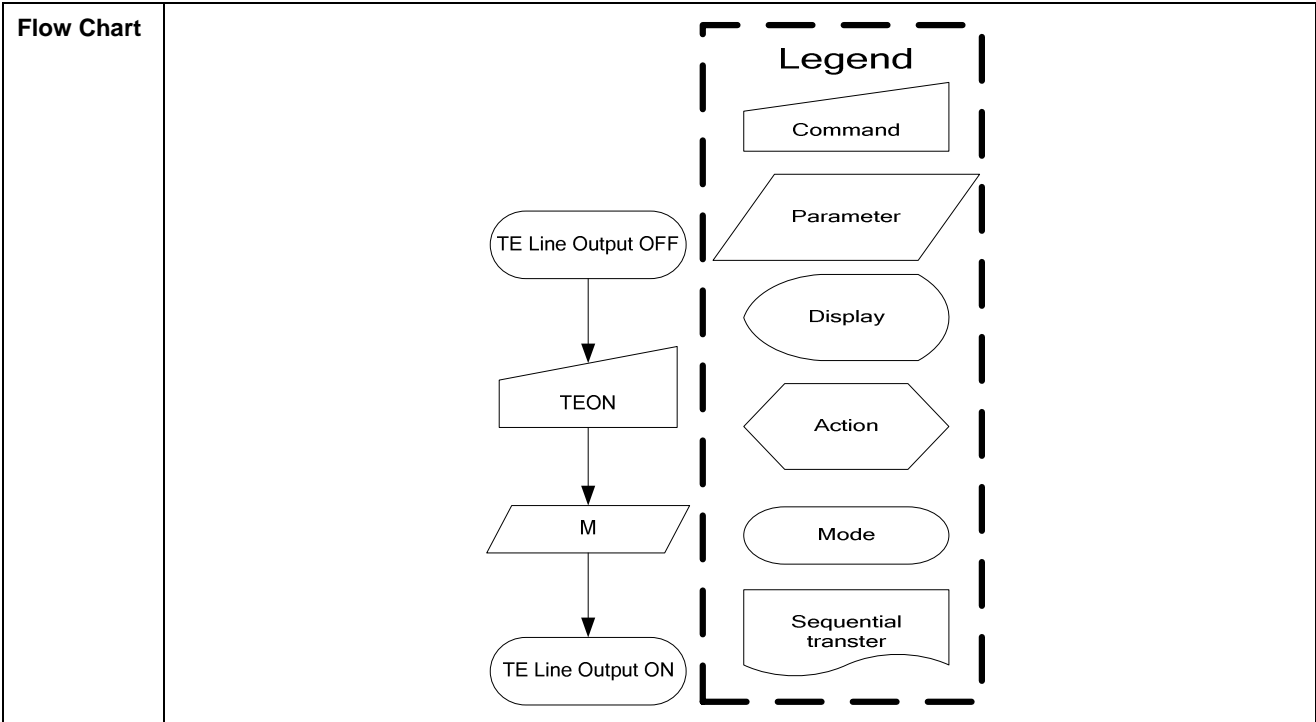 Flow Chart
TE Line Output OFF
TEON
M
TE Line Output ON
Legend
Command
Parameter
Display
Action
Mode
Sequential
transter